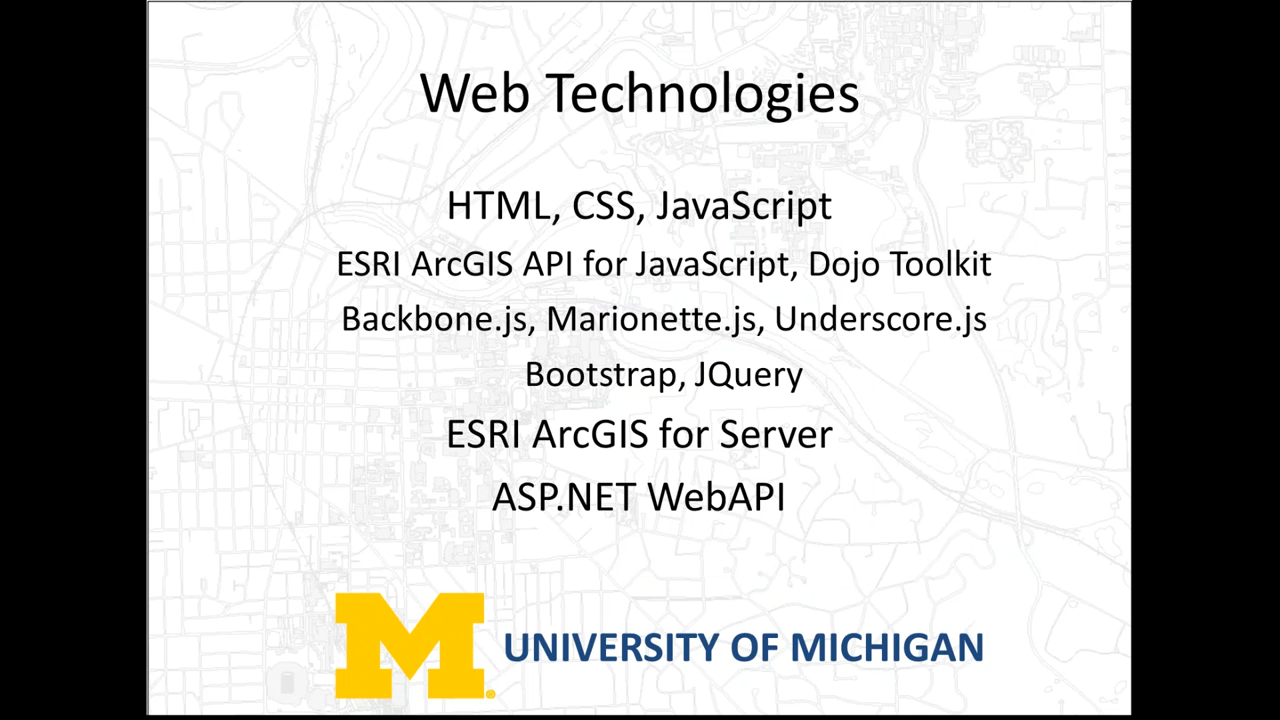 Web Technologies
HTML, CSS, JavaScript
ESRI ArcGIS API for JavaScript, Dojo Toolkit
Backbone.js, Marionette.js, Underscore.js
Bootstrap, JQuery
ESRI ArcGIS for Server
ASP.NET WebAPI
M® UNIVERSITY OF MICHIGAN